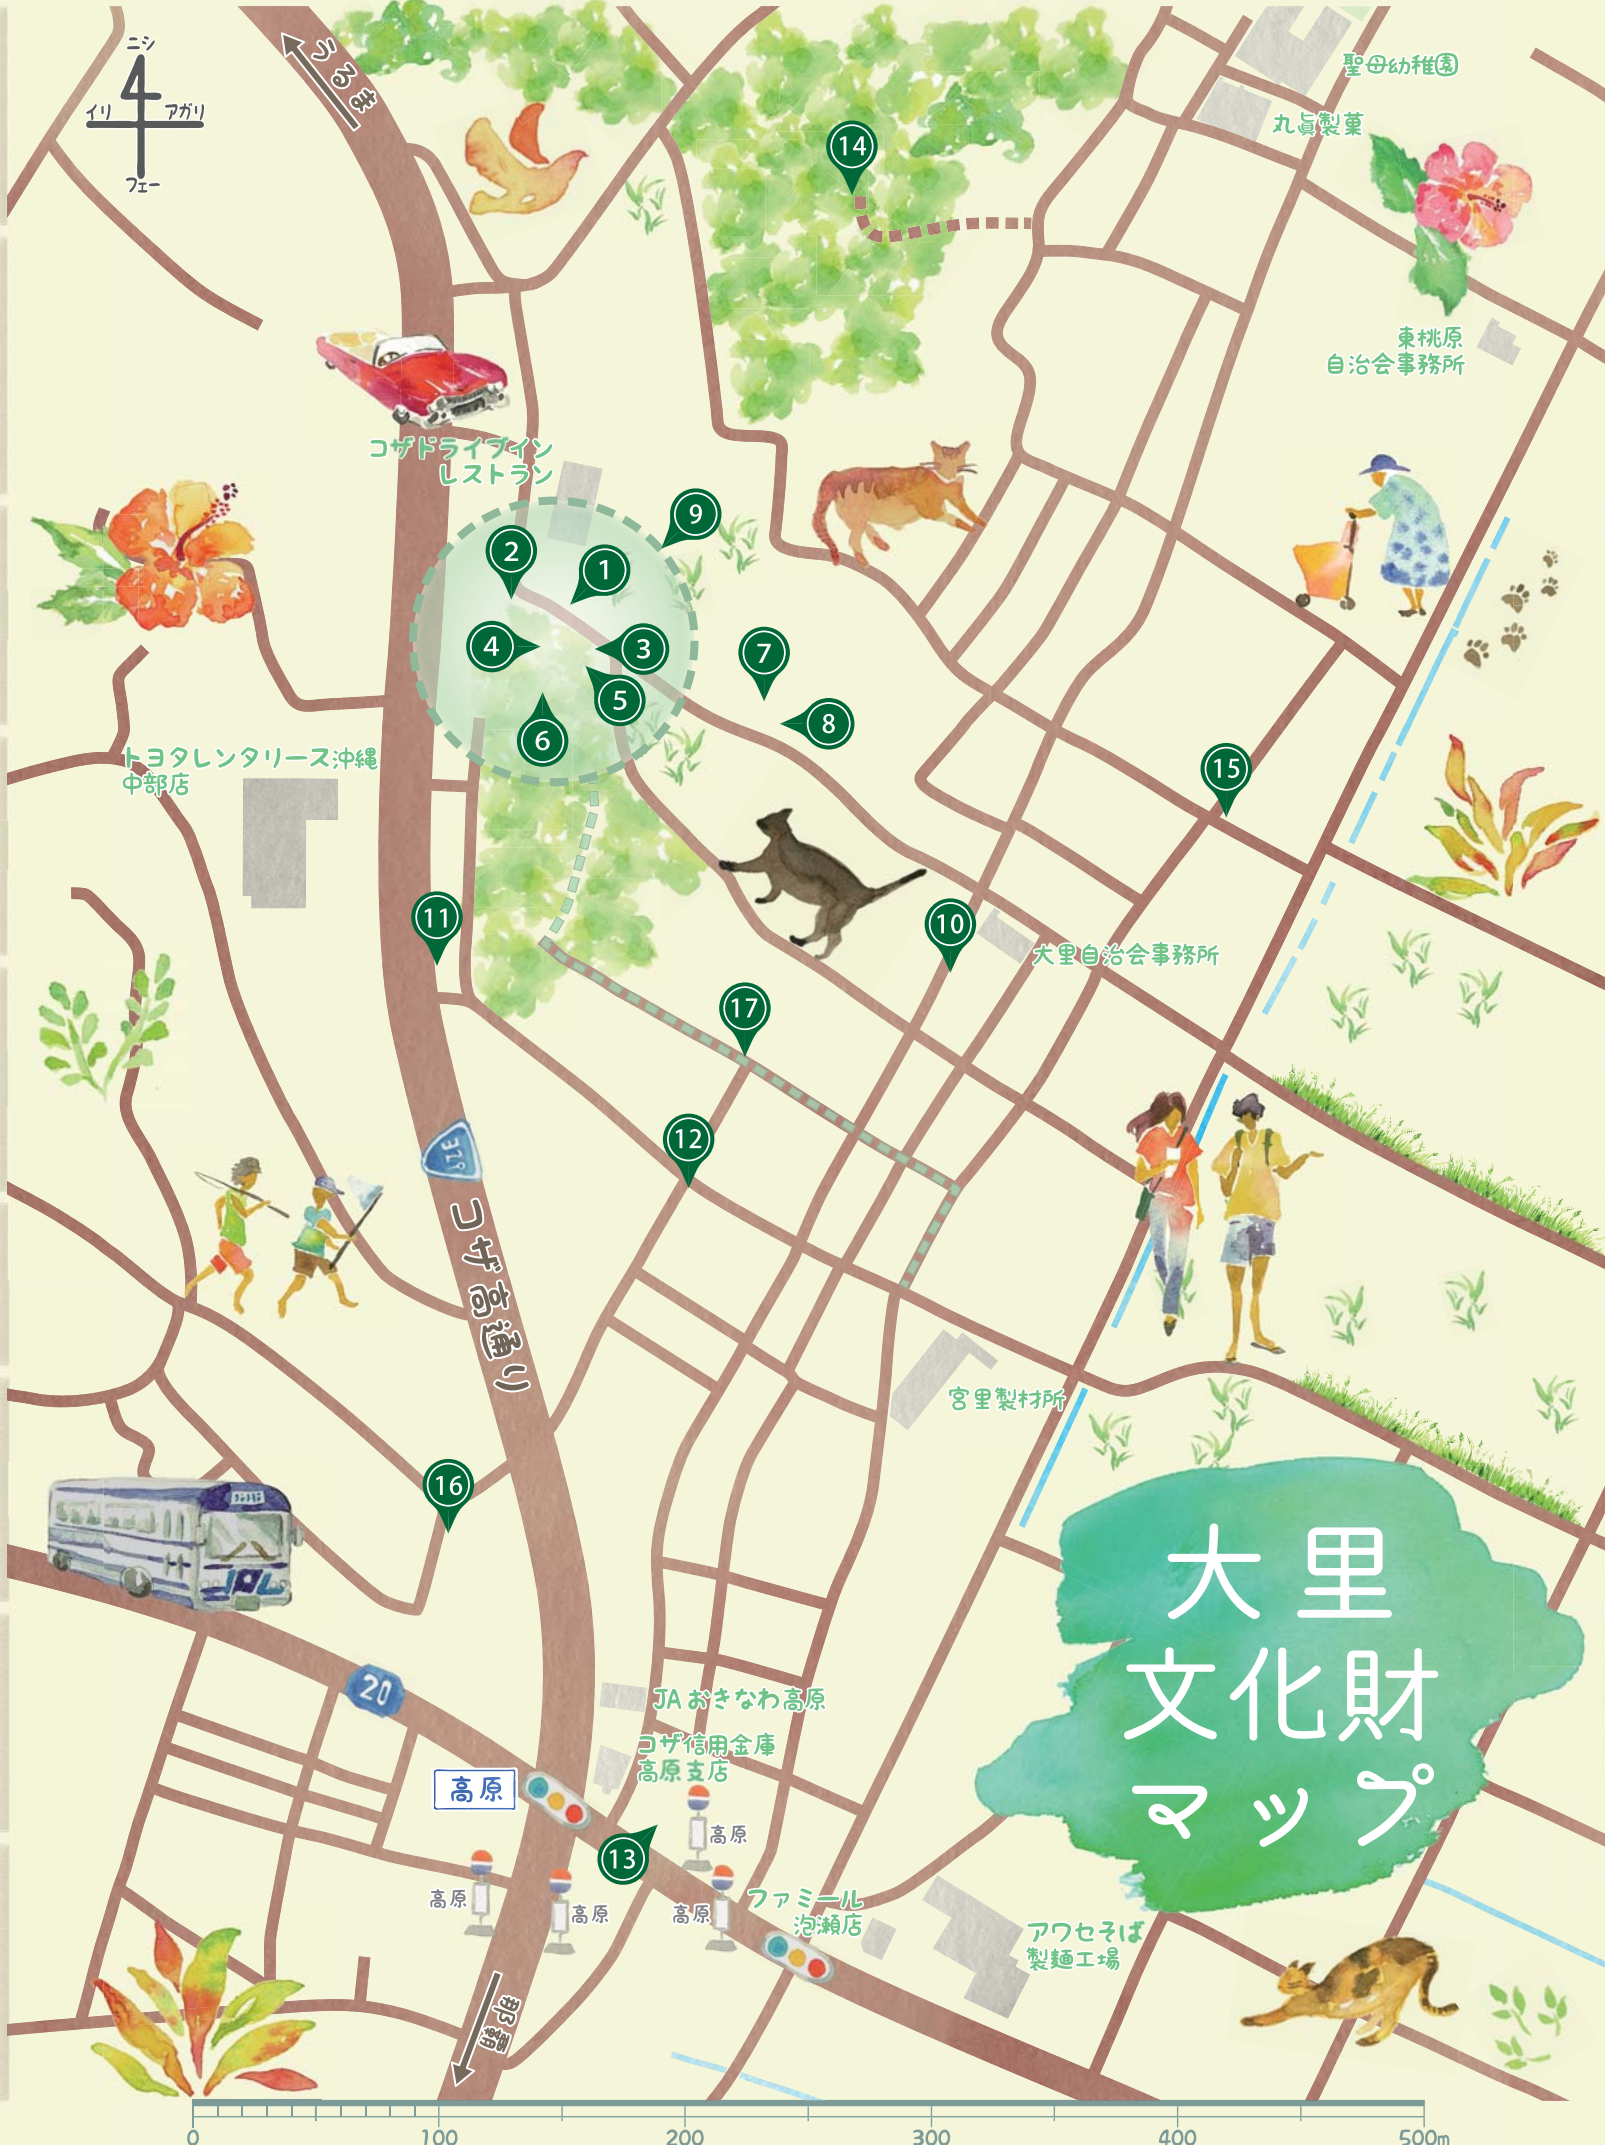 ニシ
イリ
アガリ
フェー
うるま
聖母幼稚園
丸眞製菓
14
東桃原
自治会事務所
コザドライブイン
レストラン
9
2
1
4
3
7
5
8
6
トヨタレンタリース沖縄
中部店
15
11
10
大里自治会事務所
17
12
329
コザ高通り
宮里製材所
16
大里
文化財
マップ
20
JAおきなわ高原
コザ信用金庫
高原支店
高原
高原
13
高原
高原
高原
ファミール
泡瀬店
アワセそば
製麺工場
那覇
0
100
200
300
400
500m